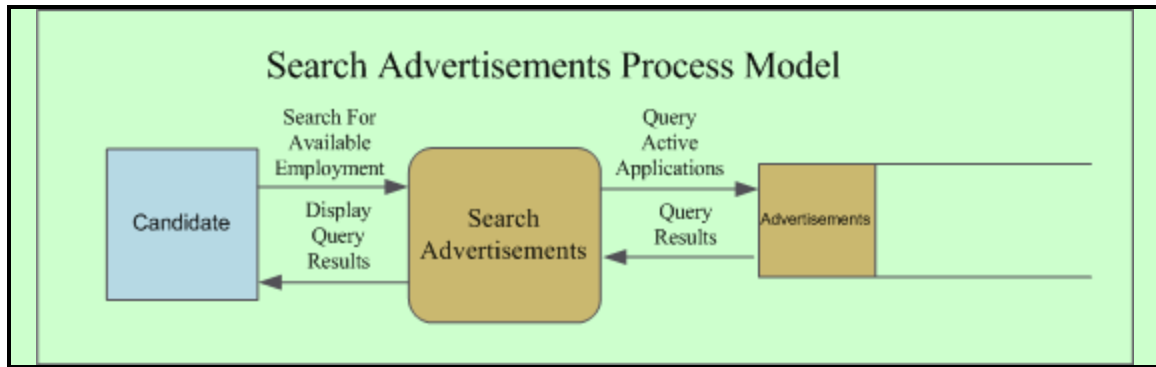 Search Advertisements Process Model
Search For
Available
Employment
Query
Active
Applications
Candidate
Display
Query
Results
Search
Advertisements
Query
Results
Advertisements